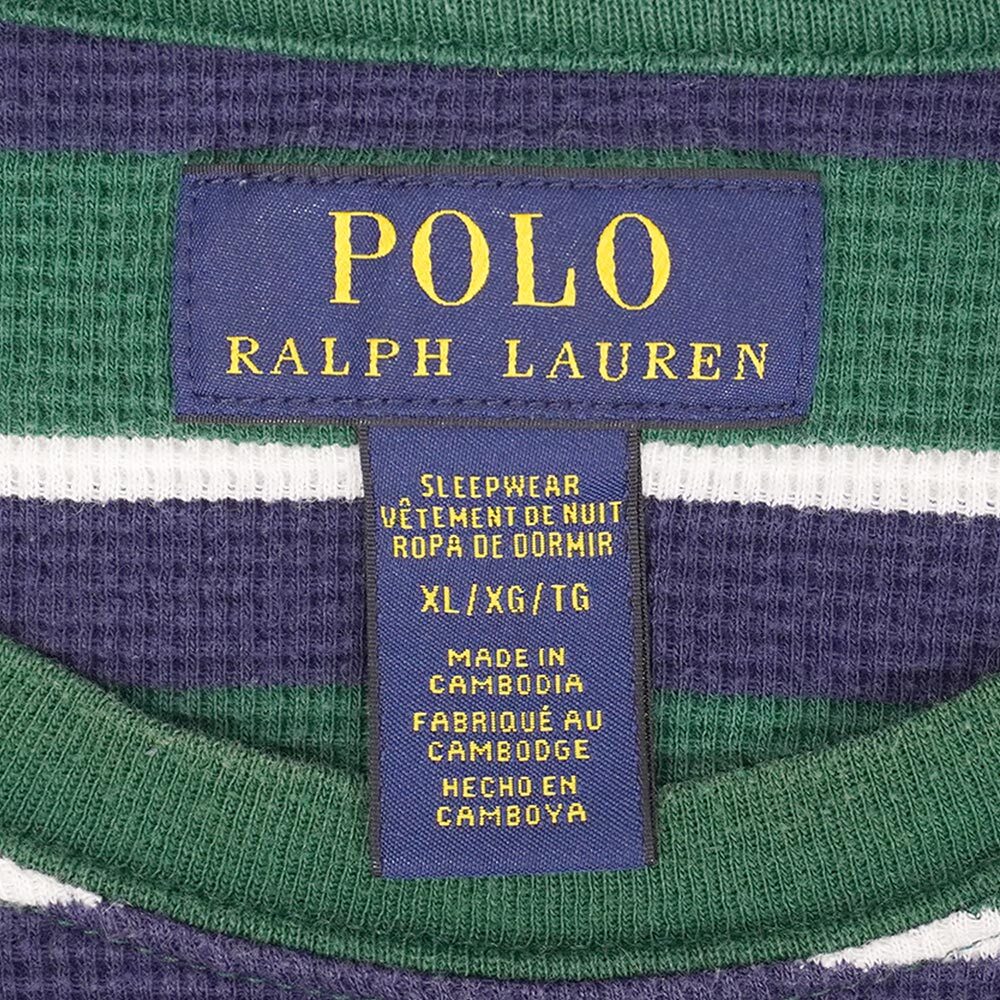 POLO
RALPH LAUREN
SLEEPWEAR
VÊTEMENT DE NUIT
ROPA DE DORMIR
XL/XG/TG
MADE IN
CAMBODIA
FABRIQUÉ AU
CAMBODGE
HECHO EN
CAMBOYA